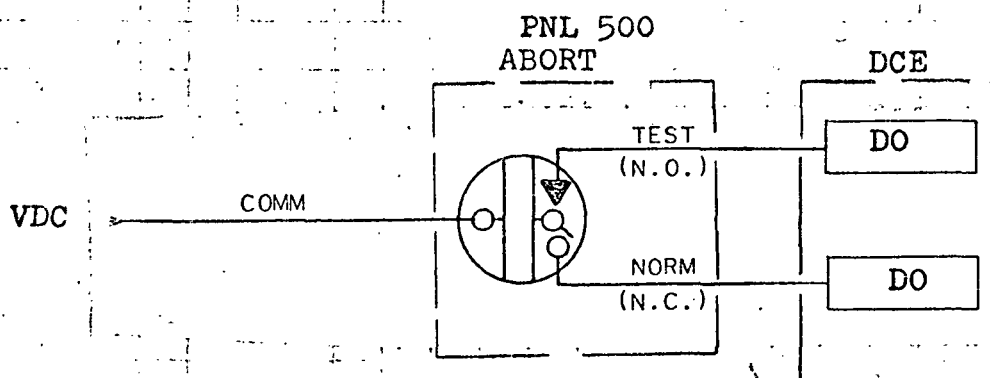 PNL 500
ABORT
DCE
TEST
(N.O.)
DO
VDC
COMM
NORM
(N.C.)
DO